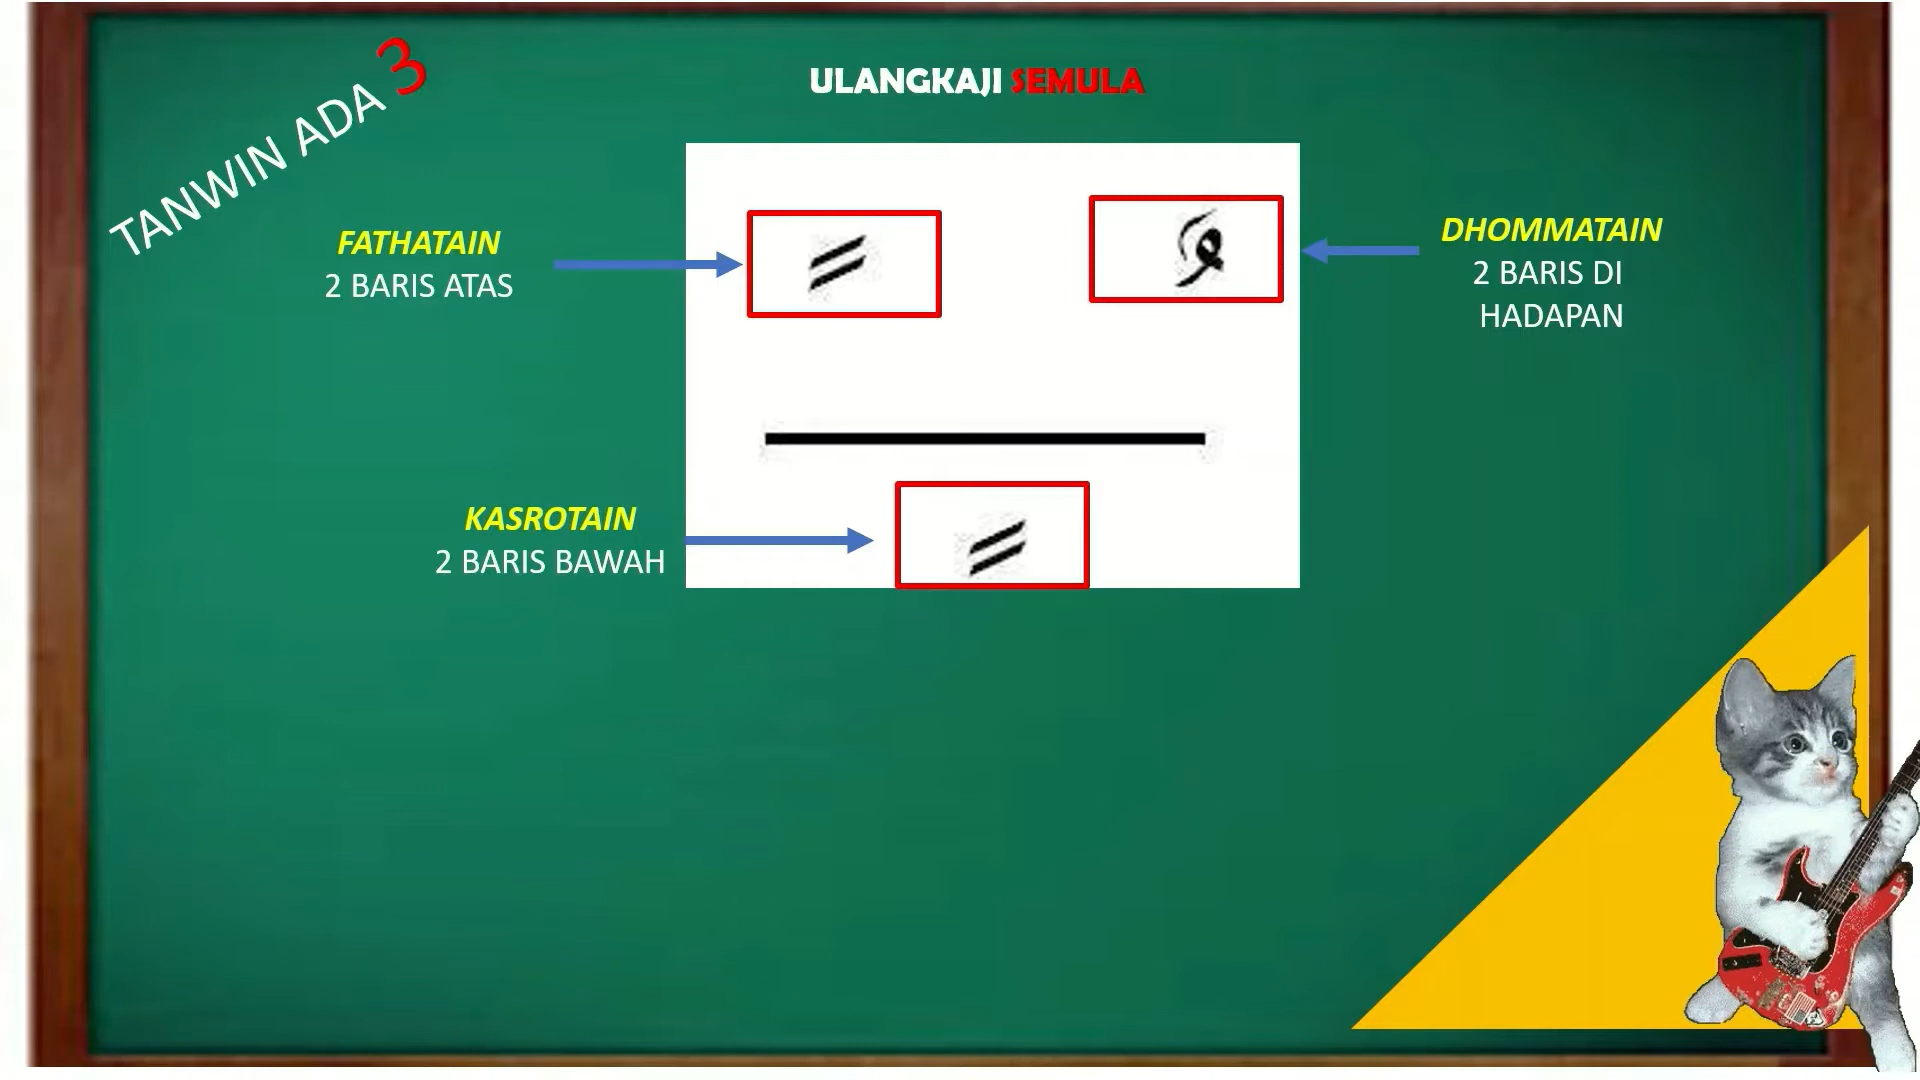 TANWIN ADA 3
ULANGKAJI SEMULA
FATHATAIN
2 BARIS ATAS
DHOMMATAIN
2 BARIS DI
HADAPAN
KASROTAIN
2 BARIS BAWAH